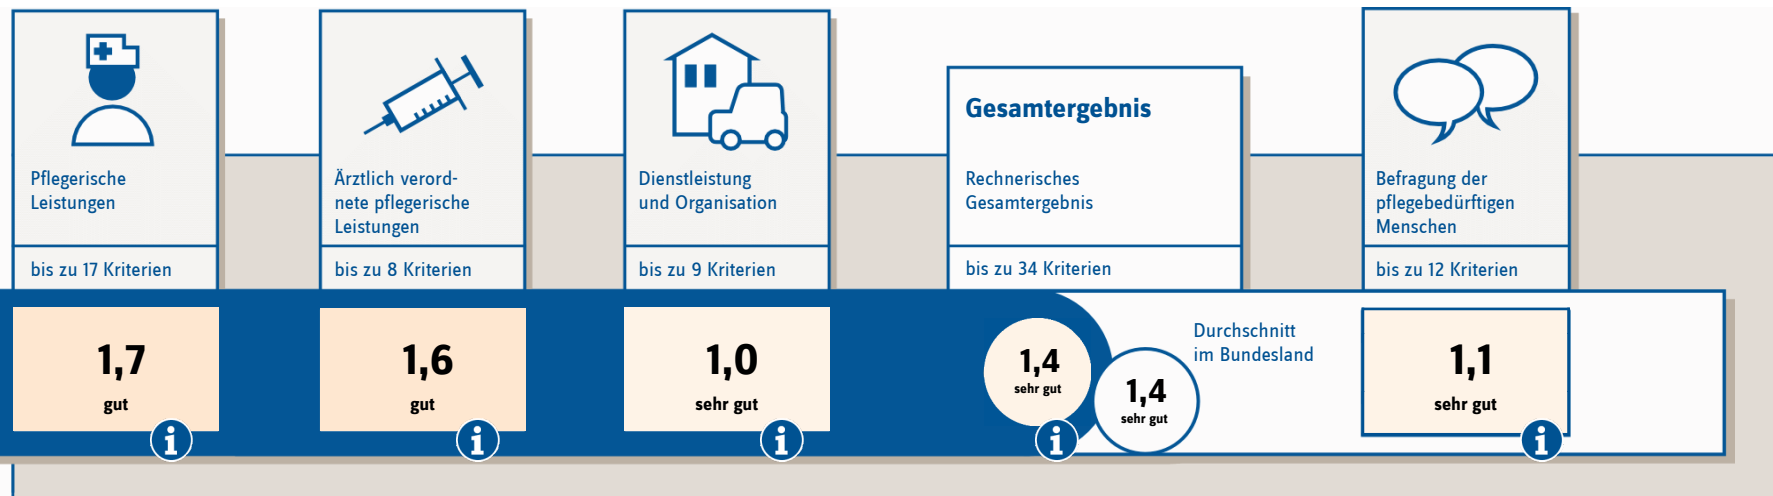 Pflegerische
Leistungen
bis zu 17 Kriterien
1,7
gut
i
Ärztlich verord-
nete pflegerische
Leistungen
bis zu 8 Kriterien
1,6
gut
i
Dienstleistung
und Organisation
bis zu 9 Kriterien
1,0
sehr gut
i
Gesamtergebnis
Rechnerisches
Gesamtergebnis
bis zu 34 Kriterien
1,4
sehr gut
i
1,4
sehr gut
Durchschnitt
im Bundesland
Befragung der
pflegebedürftigen
Menschen
bis zu 12 Kriterien
1,1
sehr gut
i